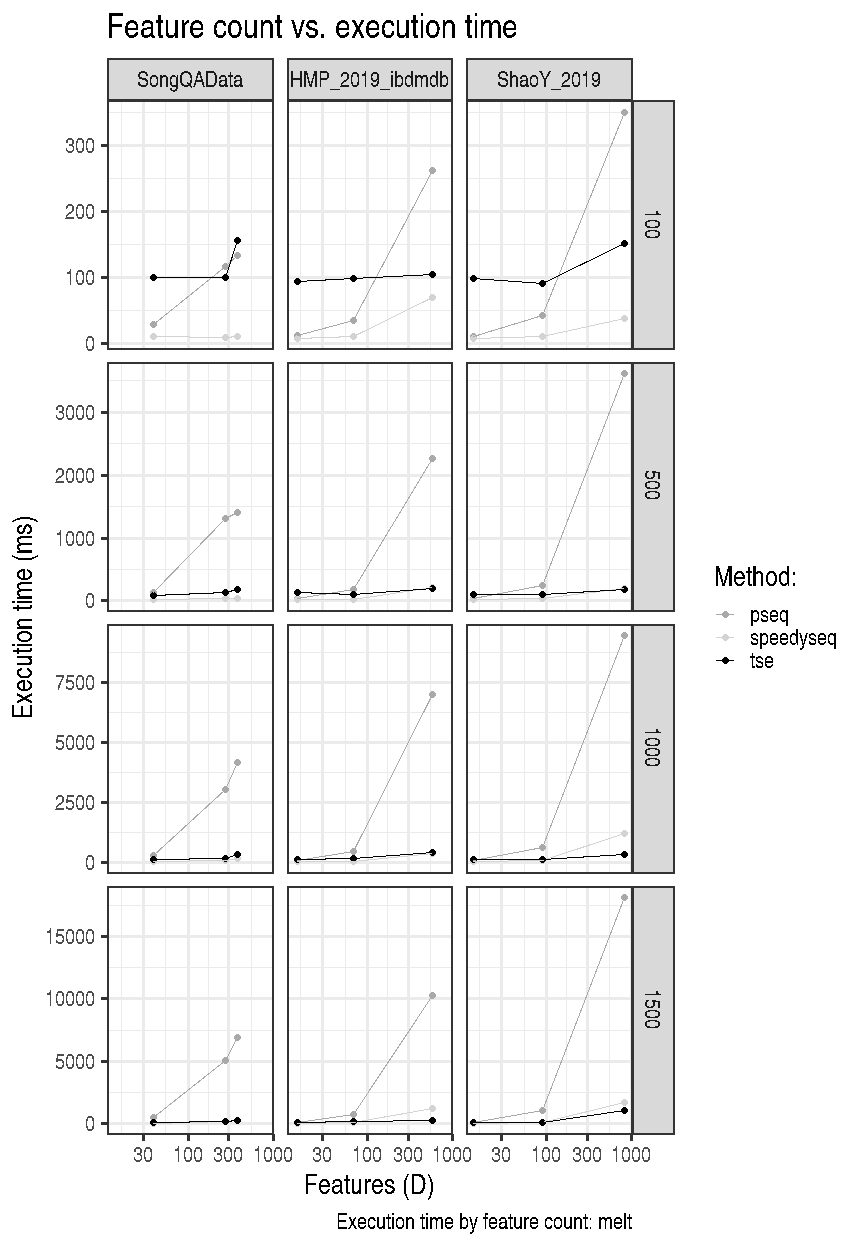 Feature count vs. execution time
SongQAData HMP_2019_ibdmdb ShaoY_2019
300
200
100
0
100
3000
2000
1000
0
500
Execution time (ms)
Method:
pseq
speedyseq
tse
7500
5000
2500
0
1000
15000
10000
5000
0
1500
30 100 300 1000 30 100 300 1000 30 100 300 1000
Features (D)
Execution time by feature count: melt